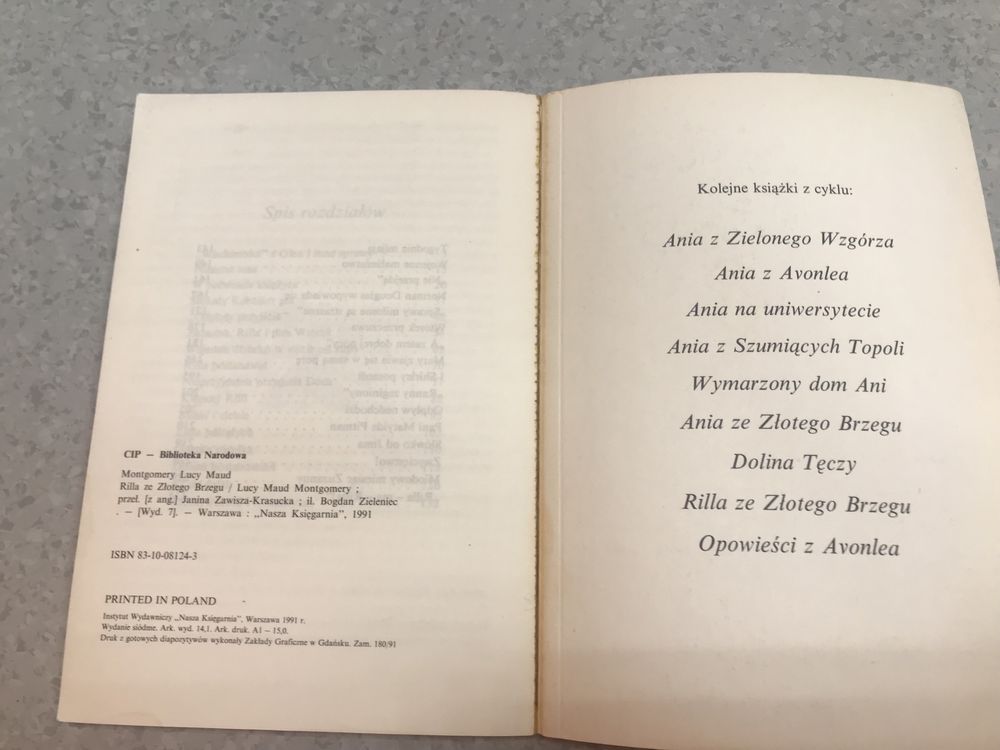 CIP — Biblioteka Narodowa
Montgomery Lucy Maud
Rilla ze Złotego Brzegu / Lucy Maud Montgomery ;
przeł. [z ang.] Janina Zawisza-Krasucka ; il. Bogdan Zieleniec
. — [Wyd. 7]. — Warszawa : „Nasza Księgarnia”, 1991
ISBN 83-10-08124-3
PRINTED IN POLAND
Instytut Wydawniczy „Nasza Księgarnia”, Warszawa 1991 r.
Wydanie siódme. Ark. wyd. 14,1. Ark. druk. A1 — 15,0.
Druk z gotowych diapozytywów wykonały Zakłady Graficzne w Gdańsku. Zam. 180/91
Kolejne książki z cyklu:
Ania z Zielonego Wzgórza
Ania z Avonlea
Ania na uniwersytecie
Ania z Szumiących Topoli
Wymarzony dom Ani
Ania ze Złotego Brzegu
Dolina Tęczy
Rilla ze Złotego Brzegu
Opowieści z Avonlea